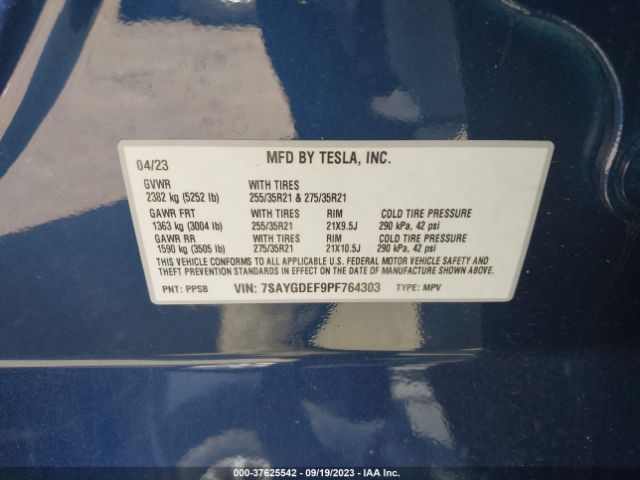 04/23 MFD BY TESLA, INC.
GVWR WITH TIRES
2382 kg (5252 lb) 255/35R21 & 275/35R21
GAWR FRT WITH TIRES RIM COLD TIRE PRESSURE
1363 kg (3004 lb) 255/35R21 21X9.5J 290 kPa, 42 psi
GAWR RR WITH TIRES RIM COLD TIRE PRESSURE
1590 kg (3505 lb) 275/35R21 21X10.5J 290 kPa, 42 psi
THIS VEHICLE CONFORMS TO ALL APPLICABLE U.S. FEDERAL MOTOR VEHICLE SAFETY AND
THEFT PREVENTION STANDARDS IN EFFECT ON THE DATE OF MANUFACTURE SHOWN ABOVE.
PNT: PPSB VIN: 7SAYGDEF9PF764303 TYPE: MPV
000-37625542 - 09/19/2023 - IAA Inc.